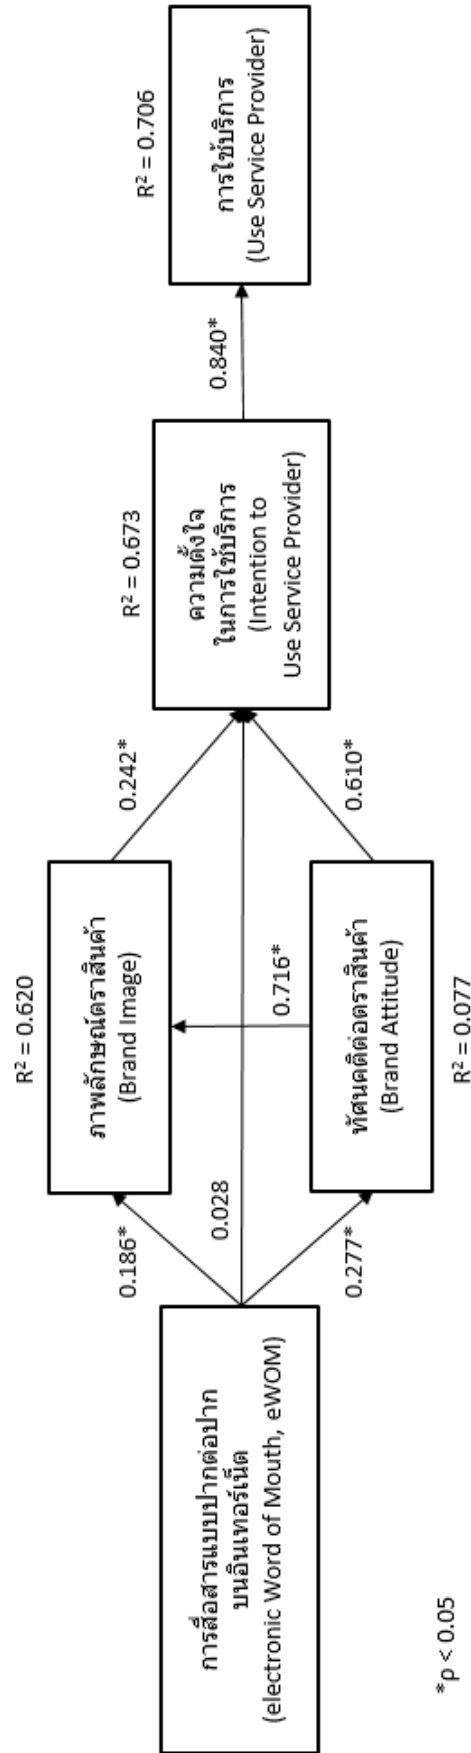 การสื่อสารแบบปากต่อปาก
บนอินเทอร์เน็ต
(electronic Word of Mouth, eWOM)
0.186*
0.028
0.277*
R² = 0.620
ภาพลักษณ์ตราสินค้า
(Brand Image)
0.716*
ทัศนคติต่อตราสินค้า
(Brand Attitude)
R² = 0.077
0.242*
0.610*
R² = 0.673
ความตั้งใจ
ในการใช้บริการ
(Intention to
Use Service Provider)
0.840*
R² = 0.706
การใช้บริการ
(Use Service Provider)
*p < 0.05